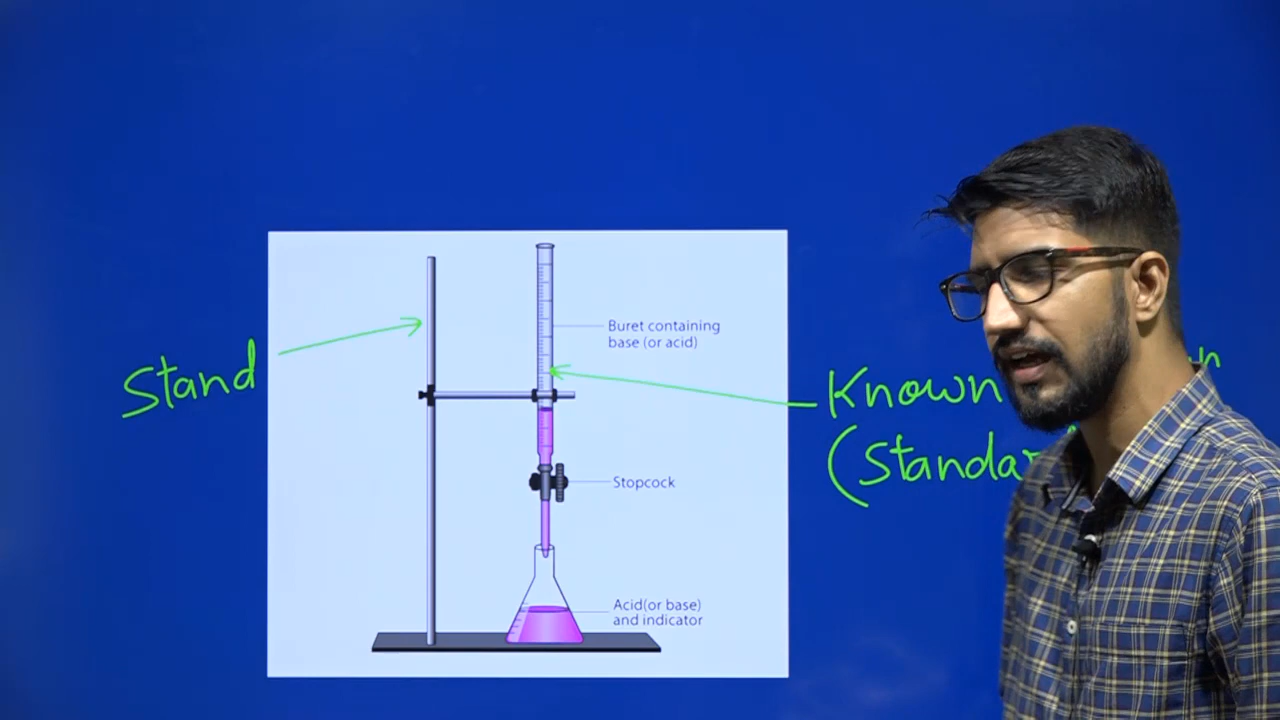 Buret containing
base (or acid)
Stand
Known
Stopcock
Acid(or base)
and indicator